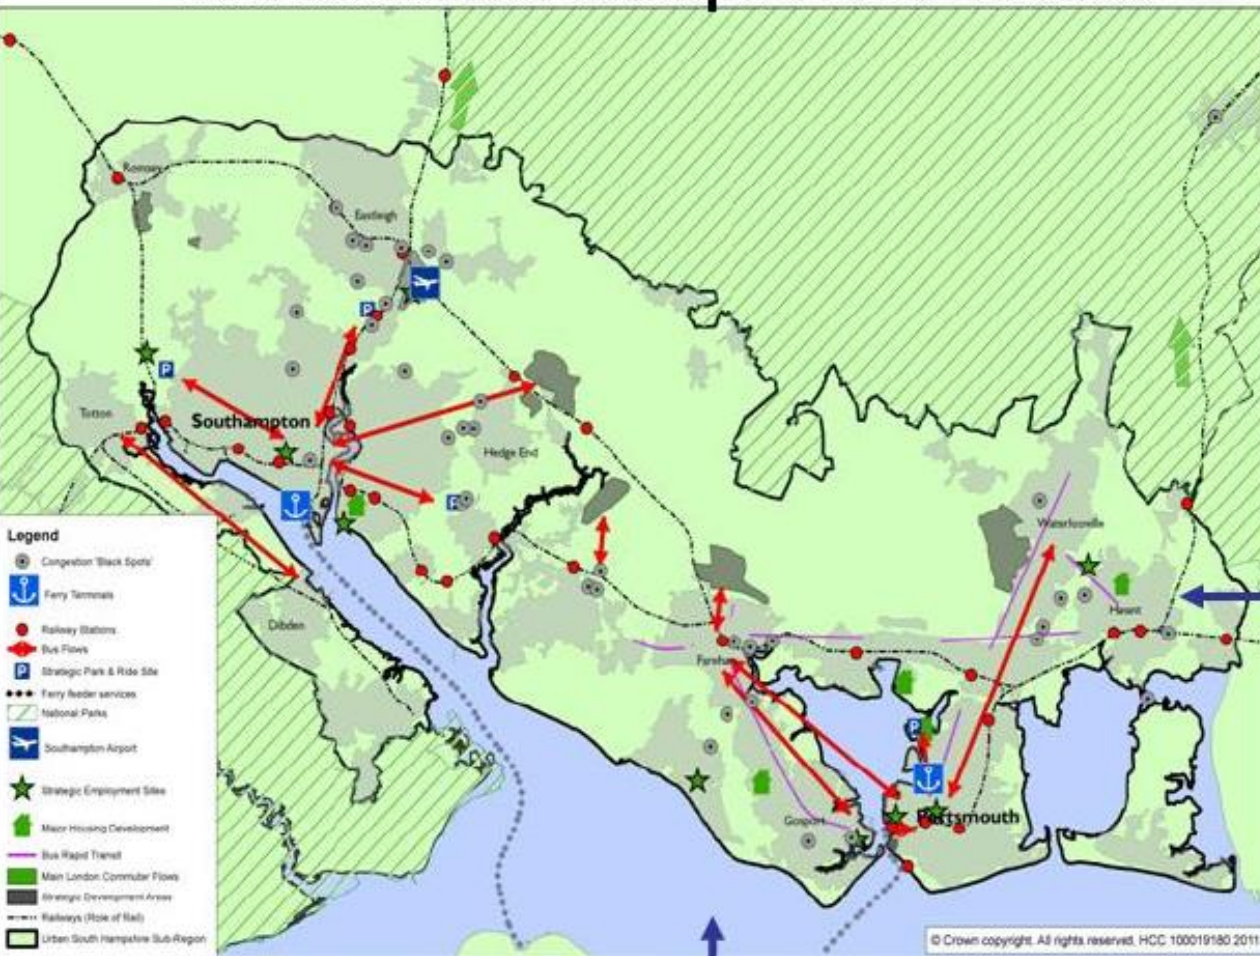 Romsey
Eastleigh
P
P
Totton
Southampton
Hedge End
P
Waterlooville
Havant
Legend
Congestion 'Black Spots'
Ferry Terminals
Railway Stations
Bus Flows
P
Strategic Park & Ride Site
Ferry feeder services
National Parks
Southampton Airport
Strategic Employment Sites
Major Housing Development
Bus Rapid Transit
Main London Commuter Flows
Strategic Development Areas
Railways (Role of Rail)
Urban South Hampshire Sub-Region
Dibden
Fareham
P
Gosport
Portsmouth
© Crown copyright. All rights reserved, HCC 100019180 2011